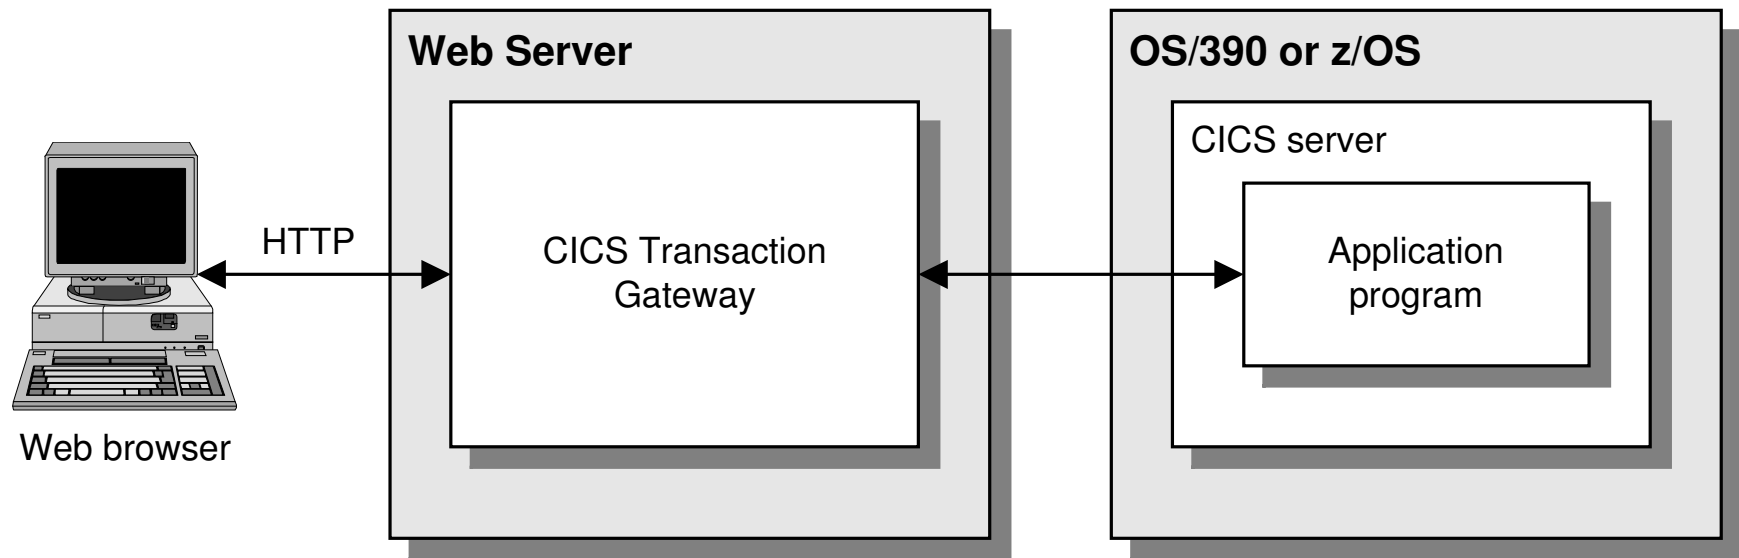 Web Server
OS/390 or z/OS
CICS server
HTTP
CICS Transaction
Gateway
Application
program
Web browser